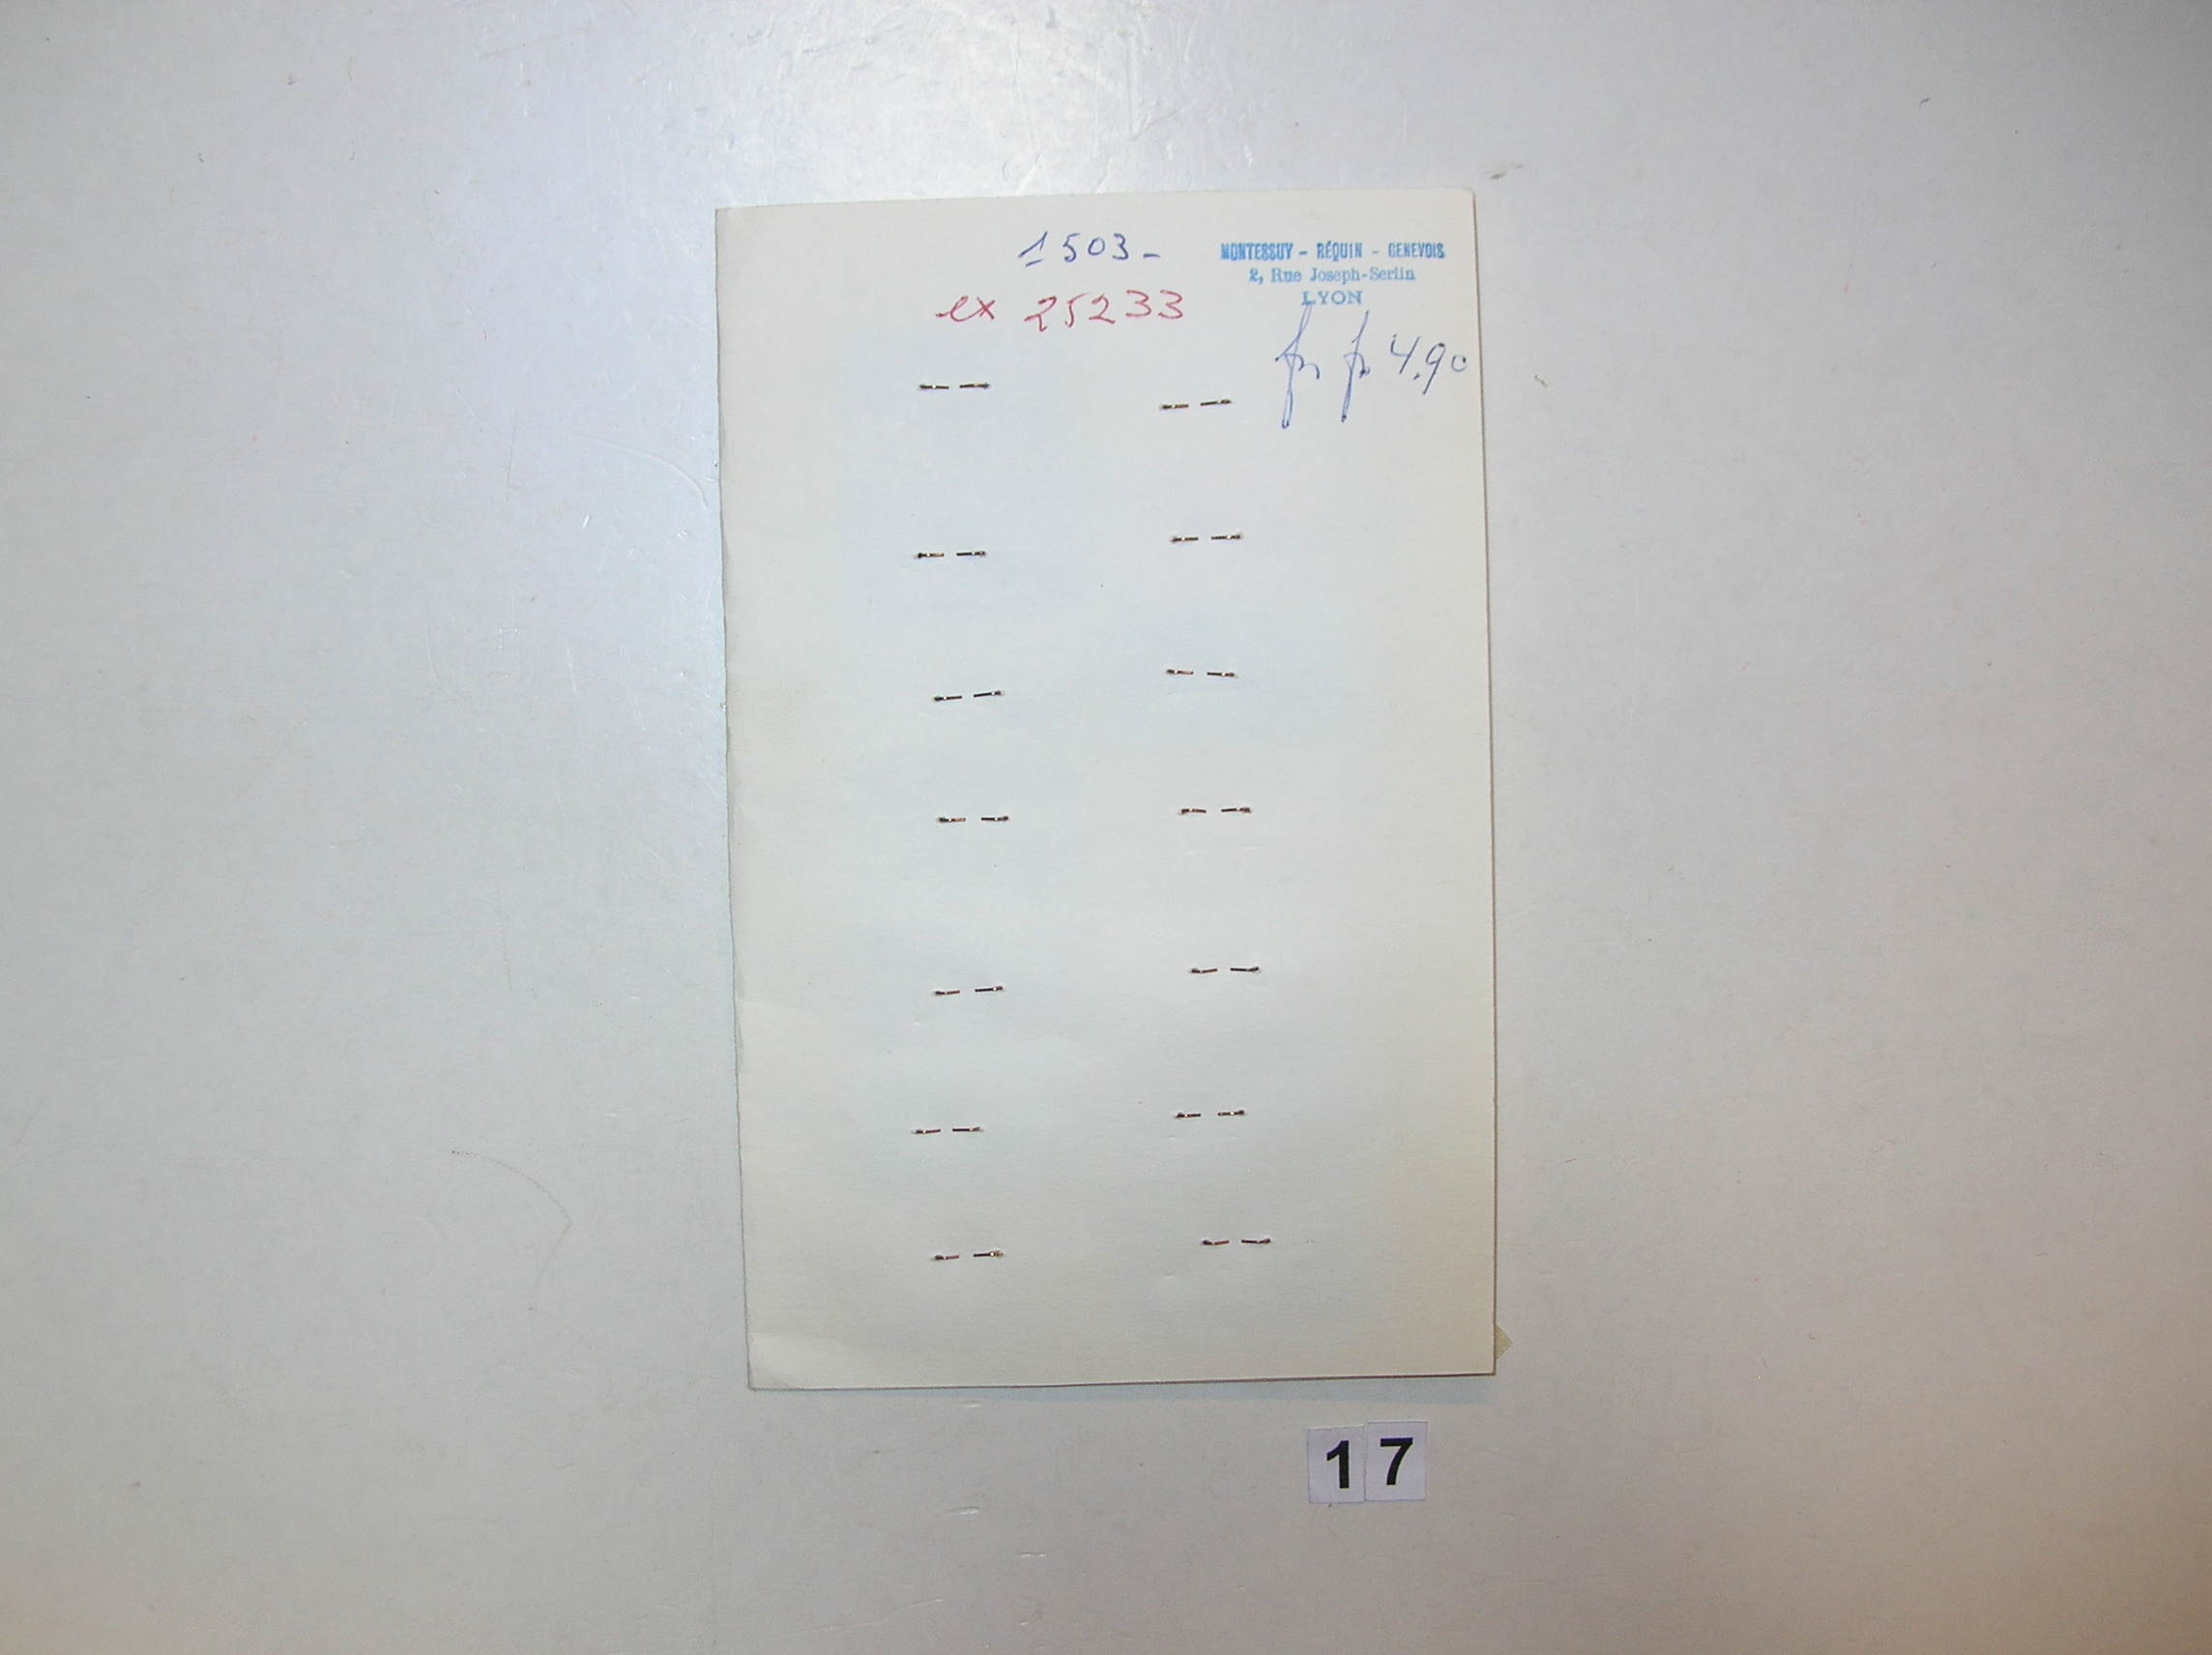 1503-
MONTESSUY - RÉQUIN - GENEVOIS
2, Rue Joseph-Serlin
LYON
ex 25233
4.90
17